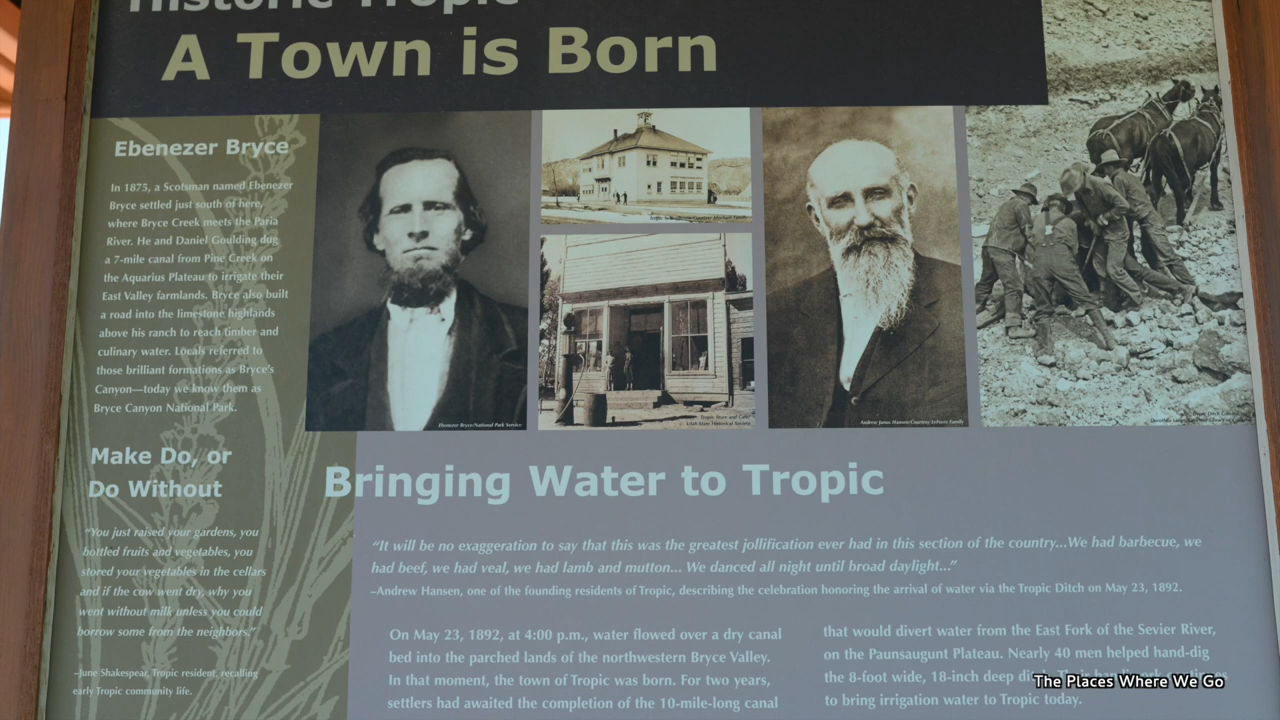 Historic Tropic
A Town is Born
Ebenezer Bryce
In 1875, a Scotsman named Ebenezer
Bryce settled just south of here,
where Bryce Creek meets the Paria
River. He and Daniel Goulding dug
a 7-mile canal from Pine Creek on
the Aquarius Plateau to irrigate their
East Valley farmlands. Bryce also built
a road into the limestone highlands
above his ranch to reach timber and
culinary water. Locals referred to
those brilliant formations as Bryce's
Canyon—today we know them as
Bryce Canyon National Park.
Make Do, or
Do Without
"You just raised your gardens, you
bottled fruits and vegetables, you
stored your vegetables in the cellars
and if the cow went dry, why you
went without milk unless you could
borrow some from the neighbors."
–June Shakespear, Tropic resident, recalling
early Tropic community life.
Ebenezer Bryce/National Park Service
Tropic Store and Cafe/
Utah State Historical Society
Andrew Janus Hansen/Courtesy LeFevre Family
Bringing Water to Tropic
"It will be no exaggeration to say that this was the greatest jollification ever had in this section of the country...We had barbecue, we
had beef, we had veal, we had lamb and mutton... We danced all night until broad daylight..."
–Andrew Hansen, one of the founding residents of Tropic, describing the celebration honoring the arrival of water via the Tropic Ditch on May 23, 1892.
On May 23, 1892, at 4:00 p.m., water flowed over a dry canal
bed into the parched lands of the northwestern Bryce Valley.
In that moment, the town of Tropic was born. For two years,
settlers had awaited the completion of the 10-mile-long canal
that would divert water from the East Fork of the Sevier River,
on the Paunsaugunt Plateau. Nearly 40 men helped hand-dig
the 8-foot wide, 18-inch deep
to bring irrigation water to Tropic today.
The Places Where We Go